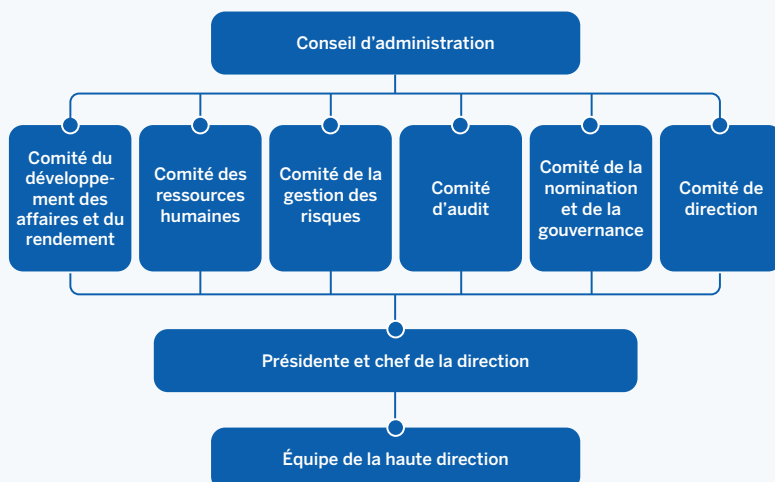 Conseil d'administration
Comité du
développe-
ment des
affaires et du
rendement
Comité des
ressources
humaines
Comité de la
gestion des
risques
Comité
d'audit
Comité de la
nomination
et de la
gouvernance
Comité de
direction
Présidente et chef de la direction
Équipe de la haute direction